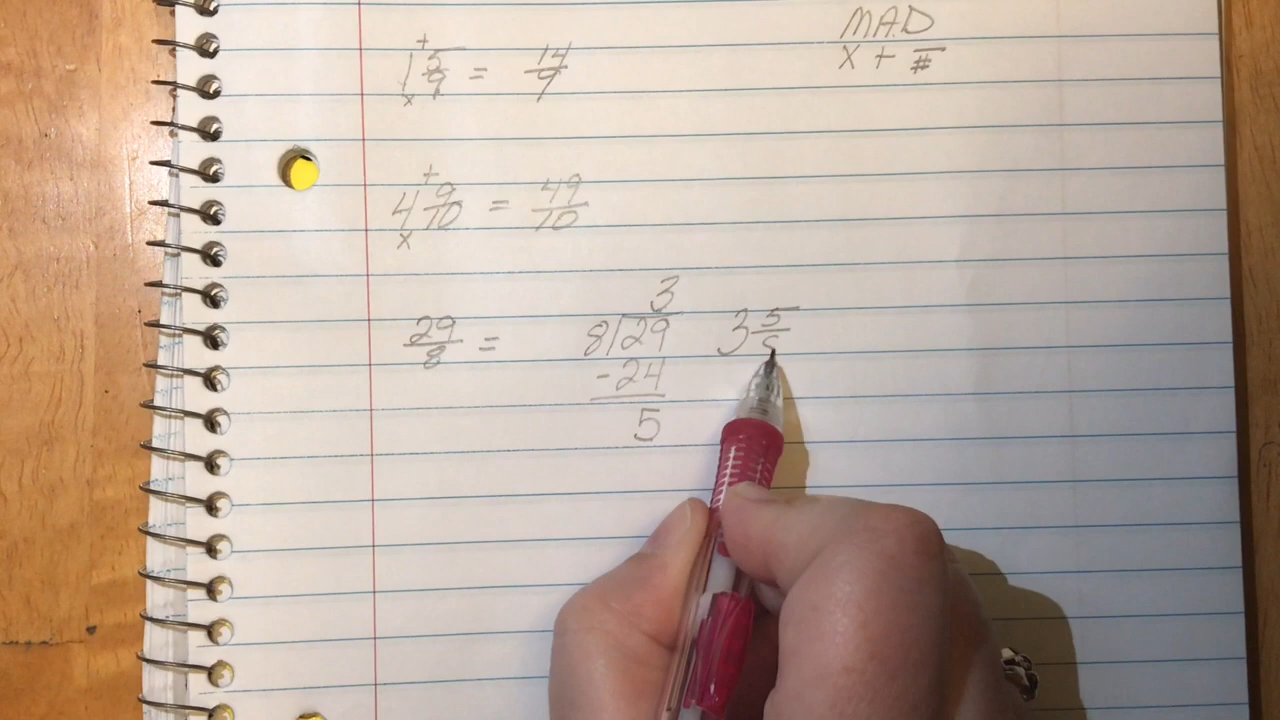 MAD
x + —/#
1 5/9 = 14/9
+
x
4 9/10 = 49/10
+
x
29/8 =
3
8)29
3 5/
-24
5